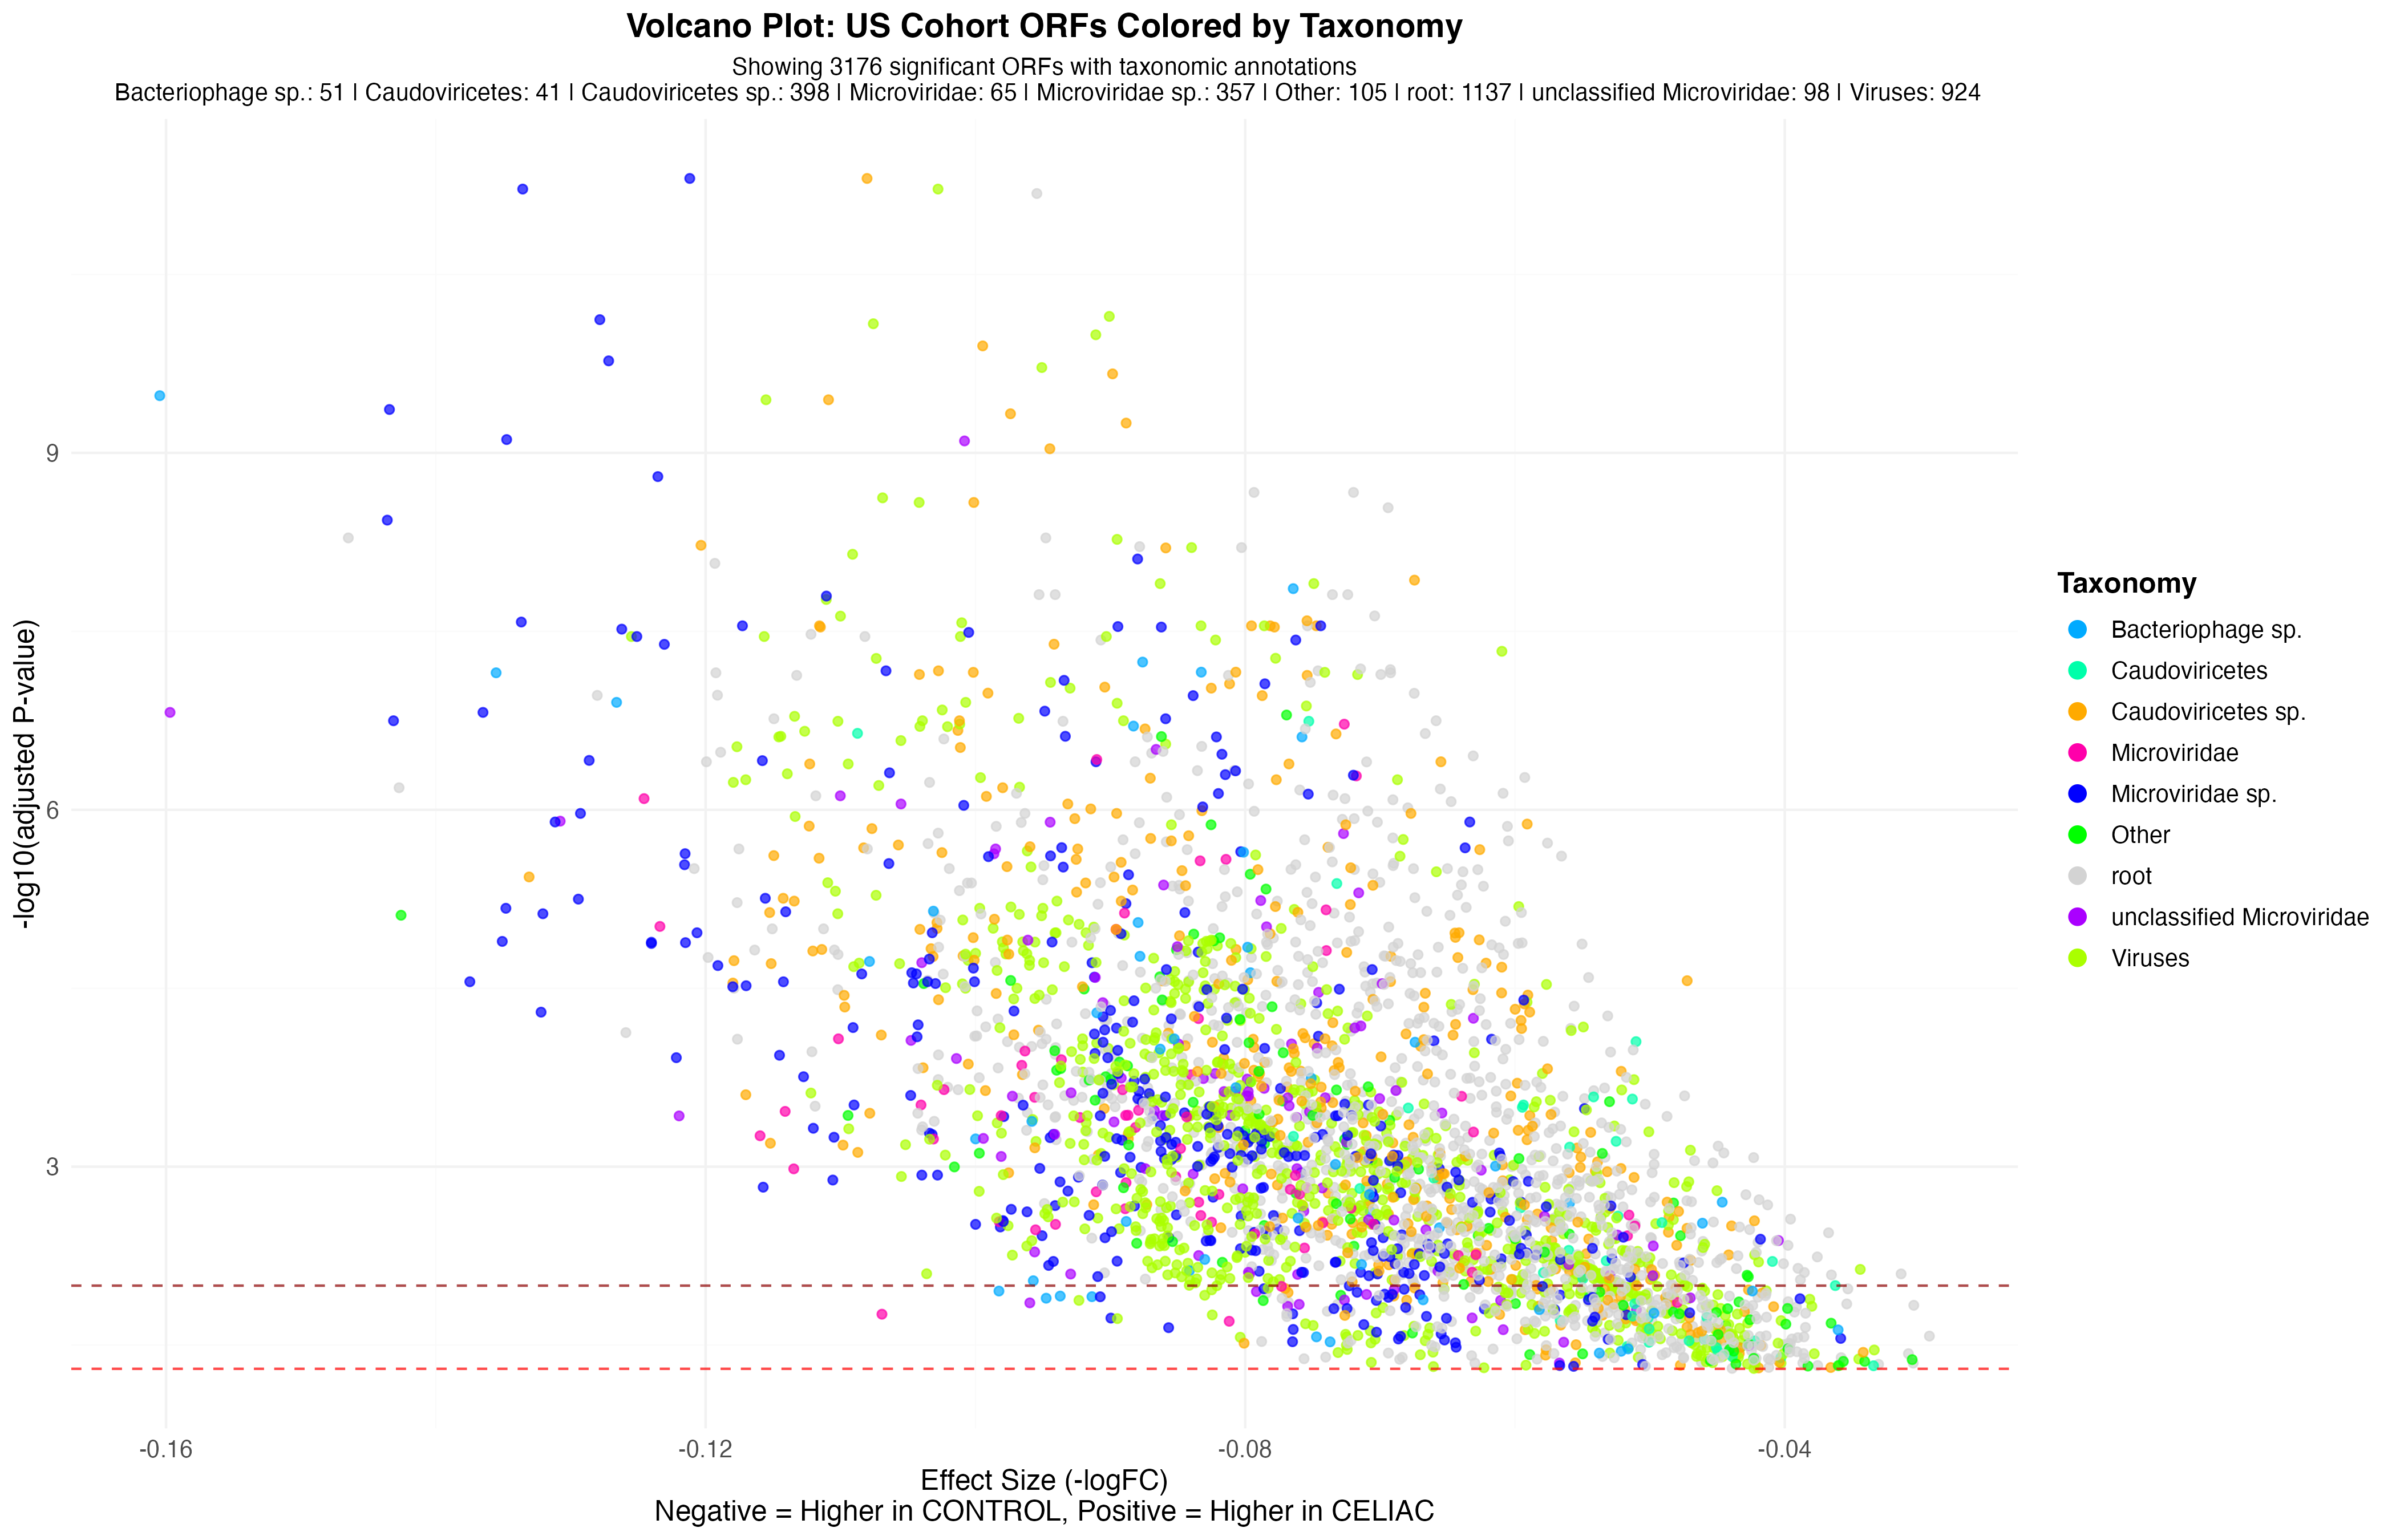 Volcano Plot: US Cohort ORFs Colored by Taxonomy
Showing 3176 significant ORFs with taxonomic annotations
Bacteriophage sp.: 51 | Caudoviricetes: 41 | Caudoviricetes sp.: 398 | Microviridae: 65 | Microviridae sp.: 357 | Other: 105 | root: 1137 | unclassified Microviridae: 98 | Viruses: 924
-log10(adjusted P-value)
9
6
3
-0.16
-0.12
-0.08
-0.04
Effect Size (-logFC)
Negative = Higher in CONTROL, Positive = Higher in CELIAC
Taxonomy
Bacteriophage sp.
Caudoviricetes
Caudoviricetes sp.
Microviridae
Microviridae sp.
Other
root
unclassified Microviridae
Viruses